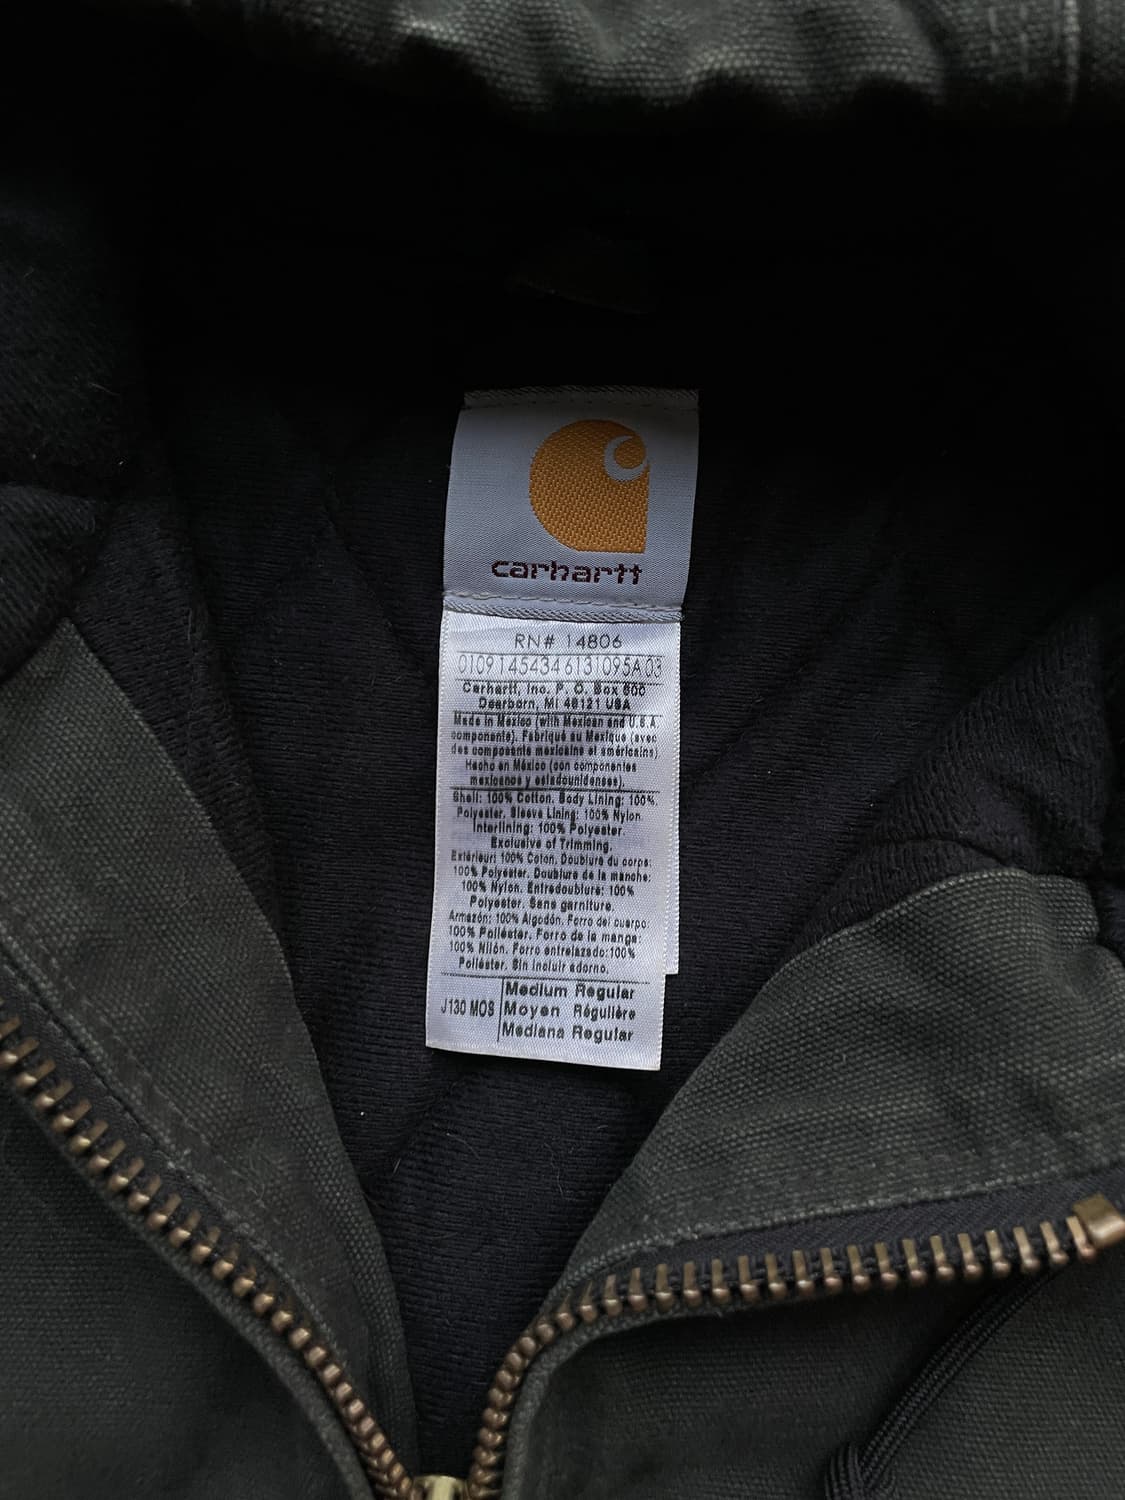 carhartt
RN# 14806
01091454346131095A03
Carhartt, Inc. P. O. Box 600
Dearborn, MI 48121 USA
Made in Mexico (with Mexican and U.S.A.
components). Fabriqué au Mexique (avec
des composants mexicains et américains).
Hecho en México (con componentes
mexicanos y estadounidenses).
Shell: 100% Cotton. Body Lining: 100%
Polyester. Sleeve Lining: 100% Nylon.
Interlining: 100% Polyester.
Exclusive of Trimming.
Extérieur: 100% Coton. Doublure du corps:
100% Polyester. Doublure de la manche:
100% Nylon. Entredoublure: 100%
Polyester. Sans garniture.
Armazón: 100% Algodón. Forro del cuerpo:
100% Poliéster. Forro de la manga:
100% Nilón. Forro entrelazado:100%
Poliéster. Sin incluir adorno.
J130 MOS
Medium Regular
Moyen Régulière
Mediana Regular